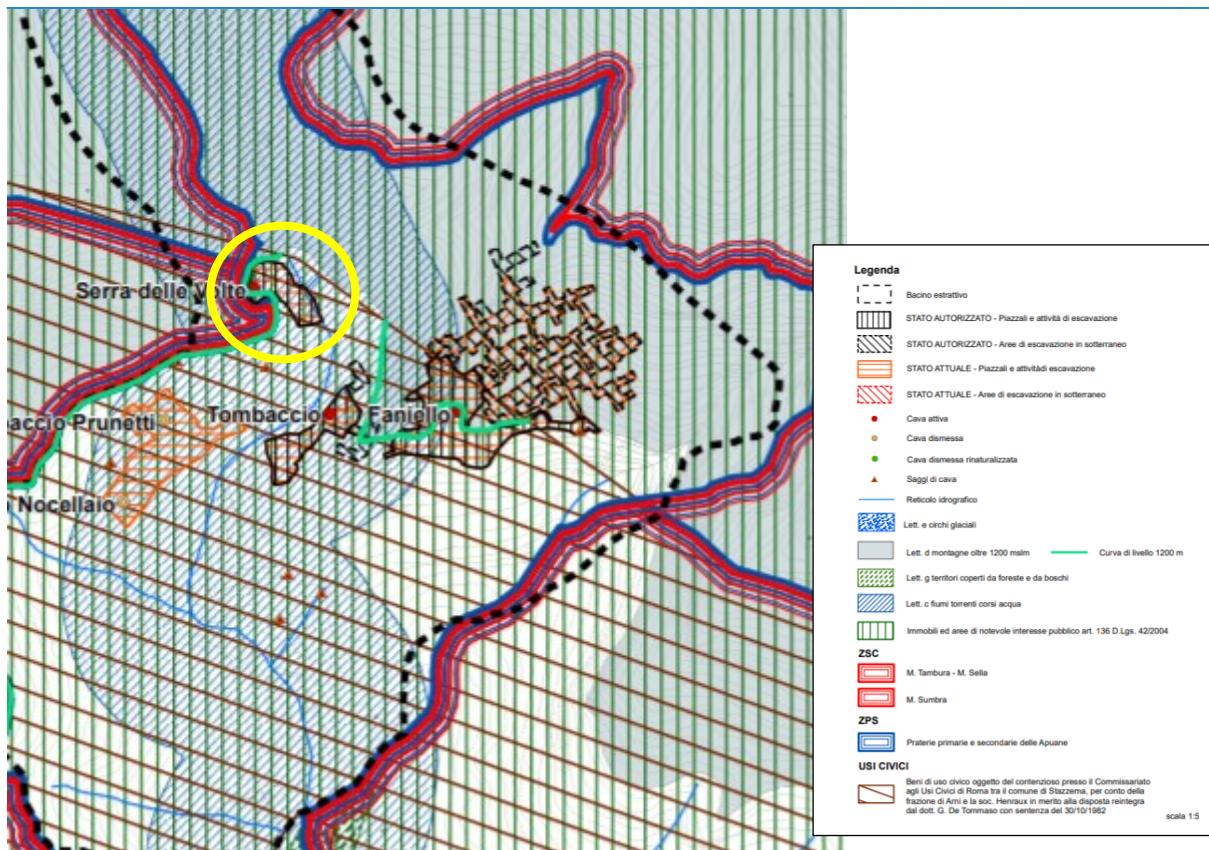 Serra delle Volte
Tombaccio
Faniello
accio Prunetti
Nocellaio
Legenda
Bacino estrattivo
STATO AUTORIZZATO - Piazzali e attività di escavazione
STATO AUTORIZZATO - Aree di escavazione in sotterraneo
STATO ATTUALE - Piazzali e attivitàdi escavazione
STATO ATTUALE - Aree di escavazione in sotterraneo
Cava attiva
Cava dismessa
Cava dismessa rinaturalizzata
Saggi di cava
Reticolo idrografico
Lett. e circhi glaciali
Lett. d montagne oltre 1200 mslm
Curva di livello 1200 m
Lett. g territori coperti da foreste e da boschi
Lett. c fiumi torrenti corsi acqua
Immobili ed aree di notevole interesse pubblico art. 136 D.Lgs. 42/2004
ZSC
M. Tambura - M. Sella
M. Sumbra
ZPS
Praterie primarie e secondarie delle Apuane
USI CIVICI
Beni di uso civico oggetto del contenzioso presso il Commissariato
agli Usi Civici di Roma tra il comune di Stazzema, per conto della
frazione di Arni e la soc. Henraux in merito alla disposta reintegra
dal dott. G. De Tommaso con sentenza del 30/10/1982
scala 1:5